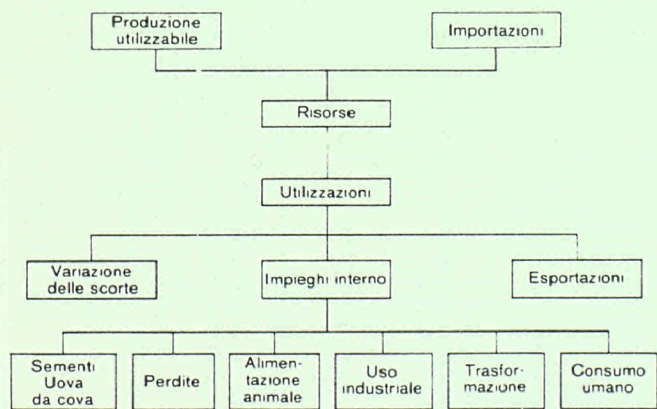 Produzione
utilizzabile
Importazioni
Risorse
Utilizzazioni
Variazione
delle scorte
Impieghi interno
Esportazioni
Sementi
Uova
da cova
Perdite
Alimen-
tazione
animale
Uso
industriale
Trasfor-
mazione
Consumo
umano